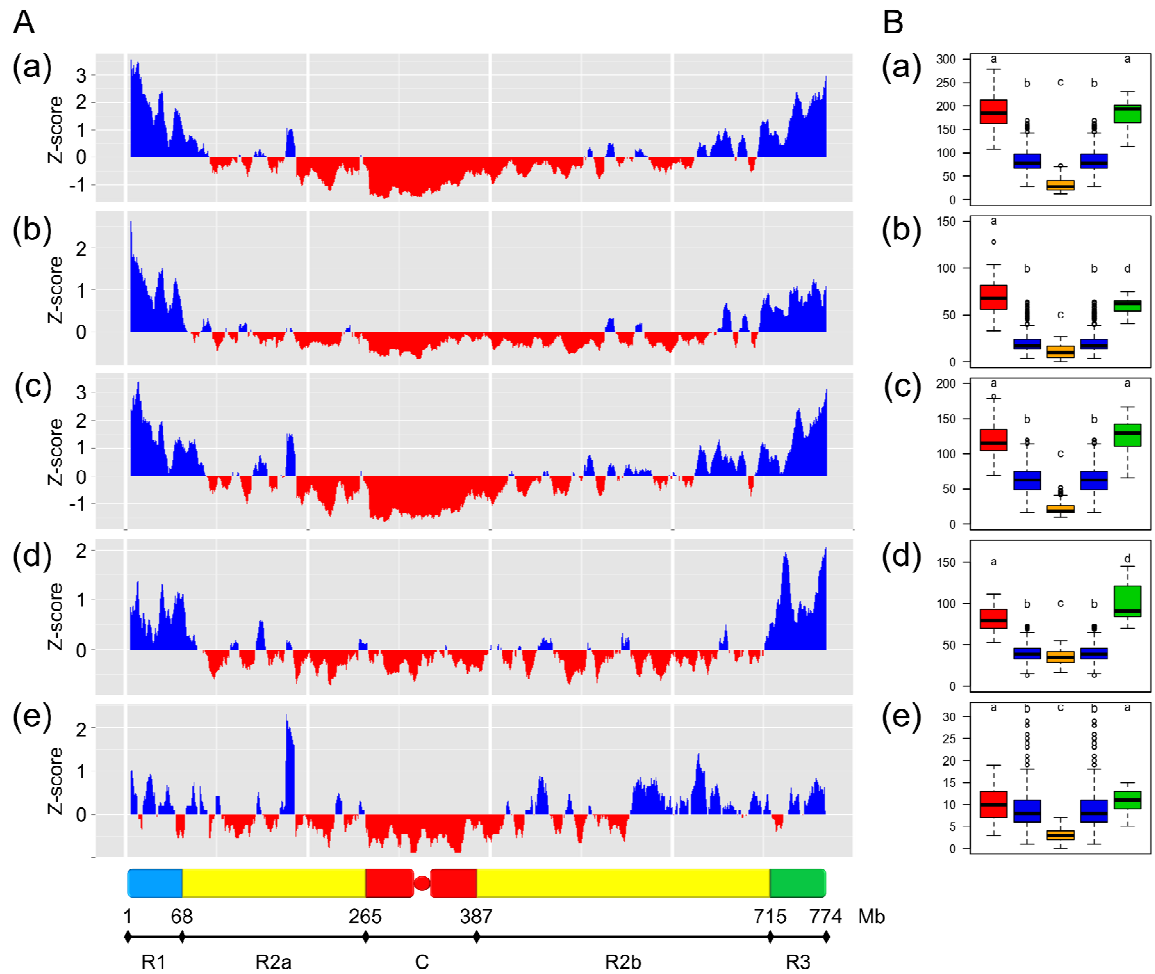 A
B
(a)
Z-score
3
2
1
0
-1
(a)
300
250
200
150
100
50
0
a
b
c
b
a
(b)
Z-score
2
1
0
(b)
150
100
50
0
a
b
c
b
d
(c)
Z-score
3
2
1
0
-1
(c)
200
150
100
50
0
a
b
c
b
a
(d)
Z-score
2
1
0
(d)
150
100
50
0
a
b
c
b
d
(e)
Z-score
2
1
0
(e)
30
25
20
15
10
5
0
a
b
c
b
a
1 68 265 387 715 774 Mb
R1 R2a C R2b R3